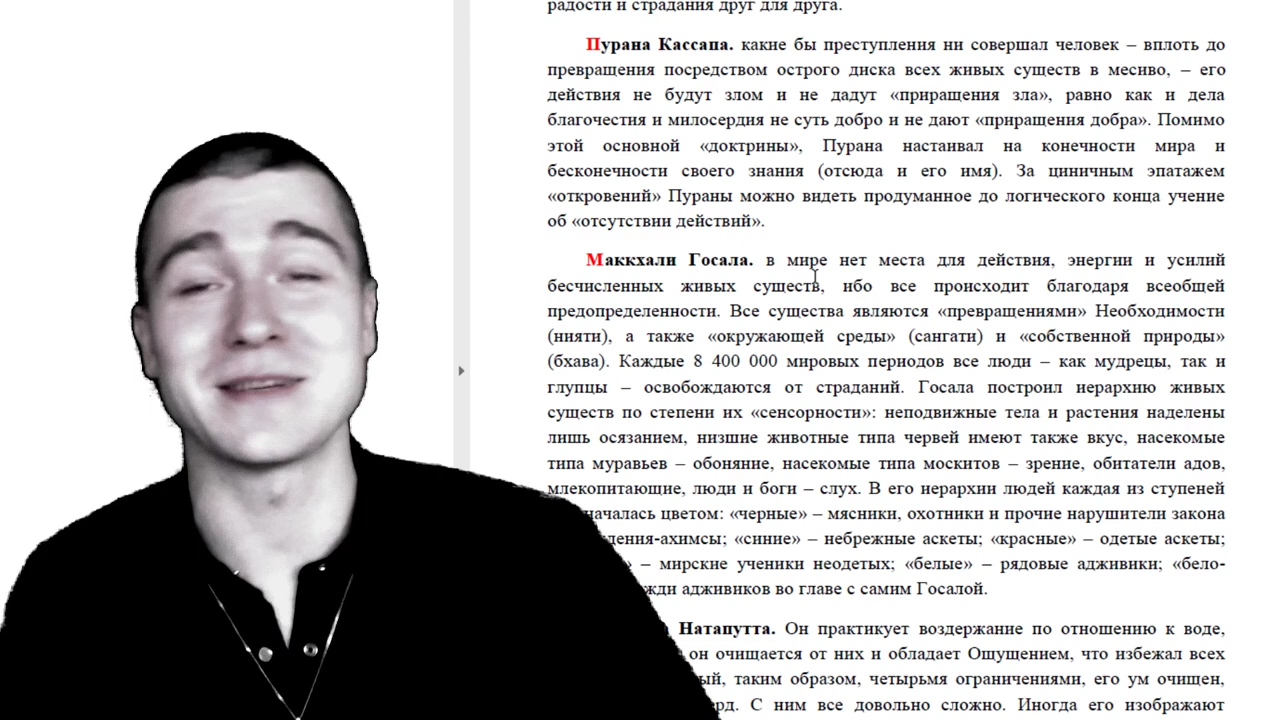 радости и страдания друг для друга.
Пурана Кассапа. какие бы преступления ни совершал человек – вплоть до
превращения посредством острого диска всех живых существ в месиво, – его
действия не будут злом и не дадут «приращения зла», равно как и дела
благочестия и милосердия не суть добро и не дают «приращения добра». Помимо
этой основной «доктрины», Пурана настаивал на конечности мира и
бесконечности своего знания (отсюда и его имя). За циничным эпатажем
«откровений» Пураны можно видеть продуманное до логического конца учение
об «отсутствии действий».
Маккхали Госала. в мире нет места для действия, энергии и усилий
бесчисленных живых существ, ибо все происходит благодаря всеобщей
предопределенности. Все существа являются «превращениями» Необходимости
(нияти), а также «окружающей среды» (сангати) и «собственной природы»
(бхава). Каждые 8 400 000 мировых периодов все люди – как мудрецы, так и
глупцы – освобождаются от страданий. Госала построил иерархию живых
существ по степени их «сенсорности»: неподвижные тела и растения наделены
лишь осязанием, низшие животные типа червей имеют также вкус, насекомые
типа муравьев – обоняние, насекомые типа москитов – зрение, обитатели адов,
млекопитающие, люди и боги – слух. В его иерархии людей каждая из ступеней
началась цветом: «черные» – мясники, охотники и прочие нарушители закона
дения-ахимсы; «синие» – небрежные аскеты; «красные» – одетые аскеты;
» – мирские ученики неодетых; «белые» – рядовые адживики; «бело-
жди адживиков во главе с самим Госалой.
Натапутта. Он практикует воздержание по отношению к воде,
он очищается от них и обладает Ощущением, что избежал всех
ый, таким образом, четырьмя ограничениями, его ум очищен,
рд. С ним все довольно сложно. Иногда его изображают